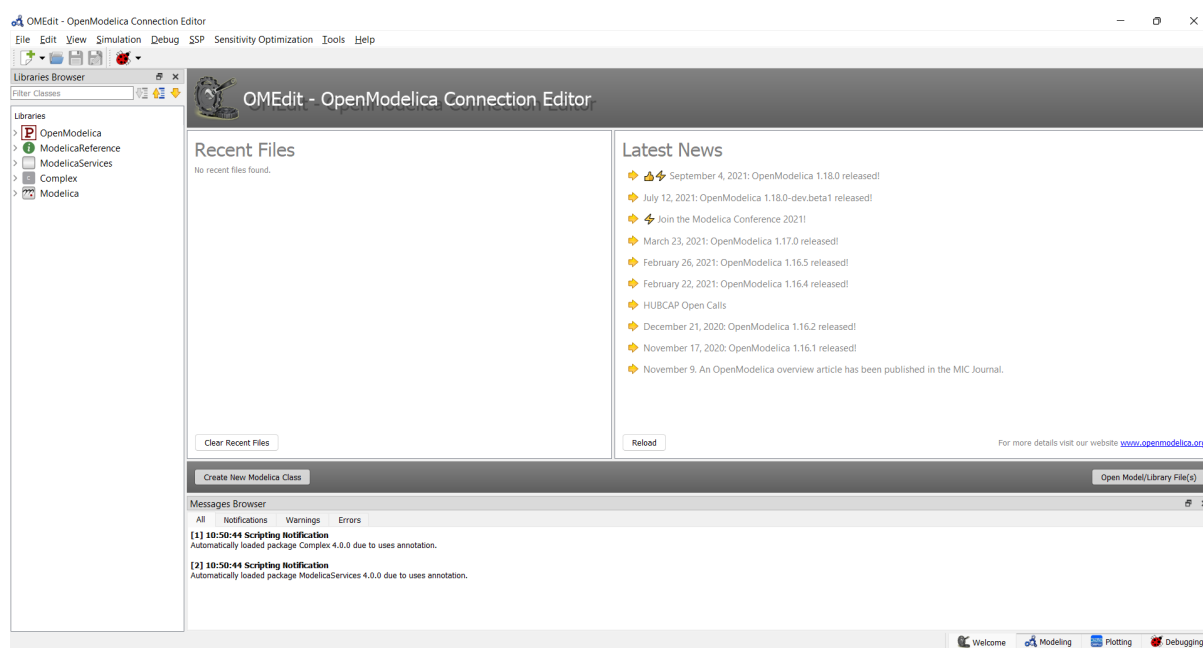 OMEdit - OpenModelica Connection Editor
File Edit View Simulation Debug SSP Sensitivity Optimization Tools Help
Libraries Browser
Filter Classes
Libraries
P OpenModelica
i ModelicaReference
ModelicaServices
C Complex
Modelica
OMEdit - OpenModelica Connection Editor
Recent Files
No recent files found.
Clear Recent Files
Latest News
September 4, 2021: OpenModelica 1.18.0 released!
July 12, 2021: OpenModelica 1.18.0-dev.beta1 released!
Join the Modelica Conference 2021!
March 23, 2021: OpenModelica 1.17.0 released!
February 26, 2021: OpenModelica 1.16.5 released!
February 22, 2021: OpenModelica 1.16.4 released!
HUBCAP Open Calls
December 21, 2020: OpenModelica 1.16.2 released!
November 17, 2020: OpenModelica 1.16.1 released!
November 9. An OpenModelica overview article has been published in the MIC Journal.
Reload
For more details visit our website www.openmodelica.org
Create New Modelica Class
Open Model/Library File(s)
Messages Browser
All Notifications Warnings Errors
[1] 10:50:44 Scripting Notification
Automatically loaded package Complex 4.0.0 due to uses annotation.
[2] 10:50:44 Scripting Notification
Automatically loaded package ModelicaServices 4.0.0 due to uses annotation.
Welcome Modeling Plotting Debugging